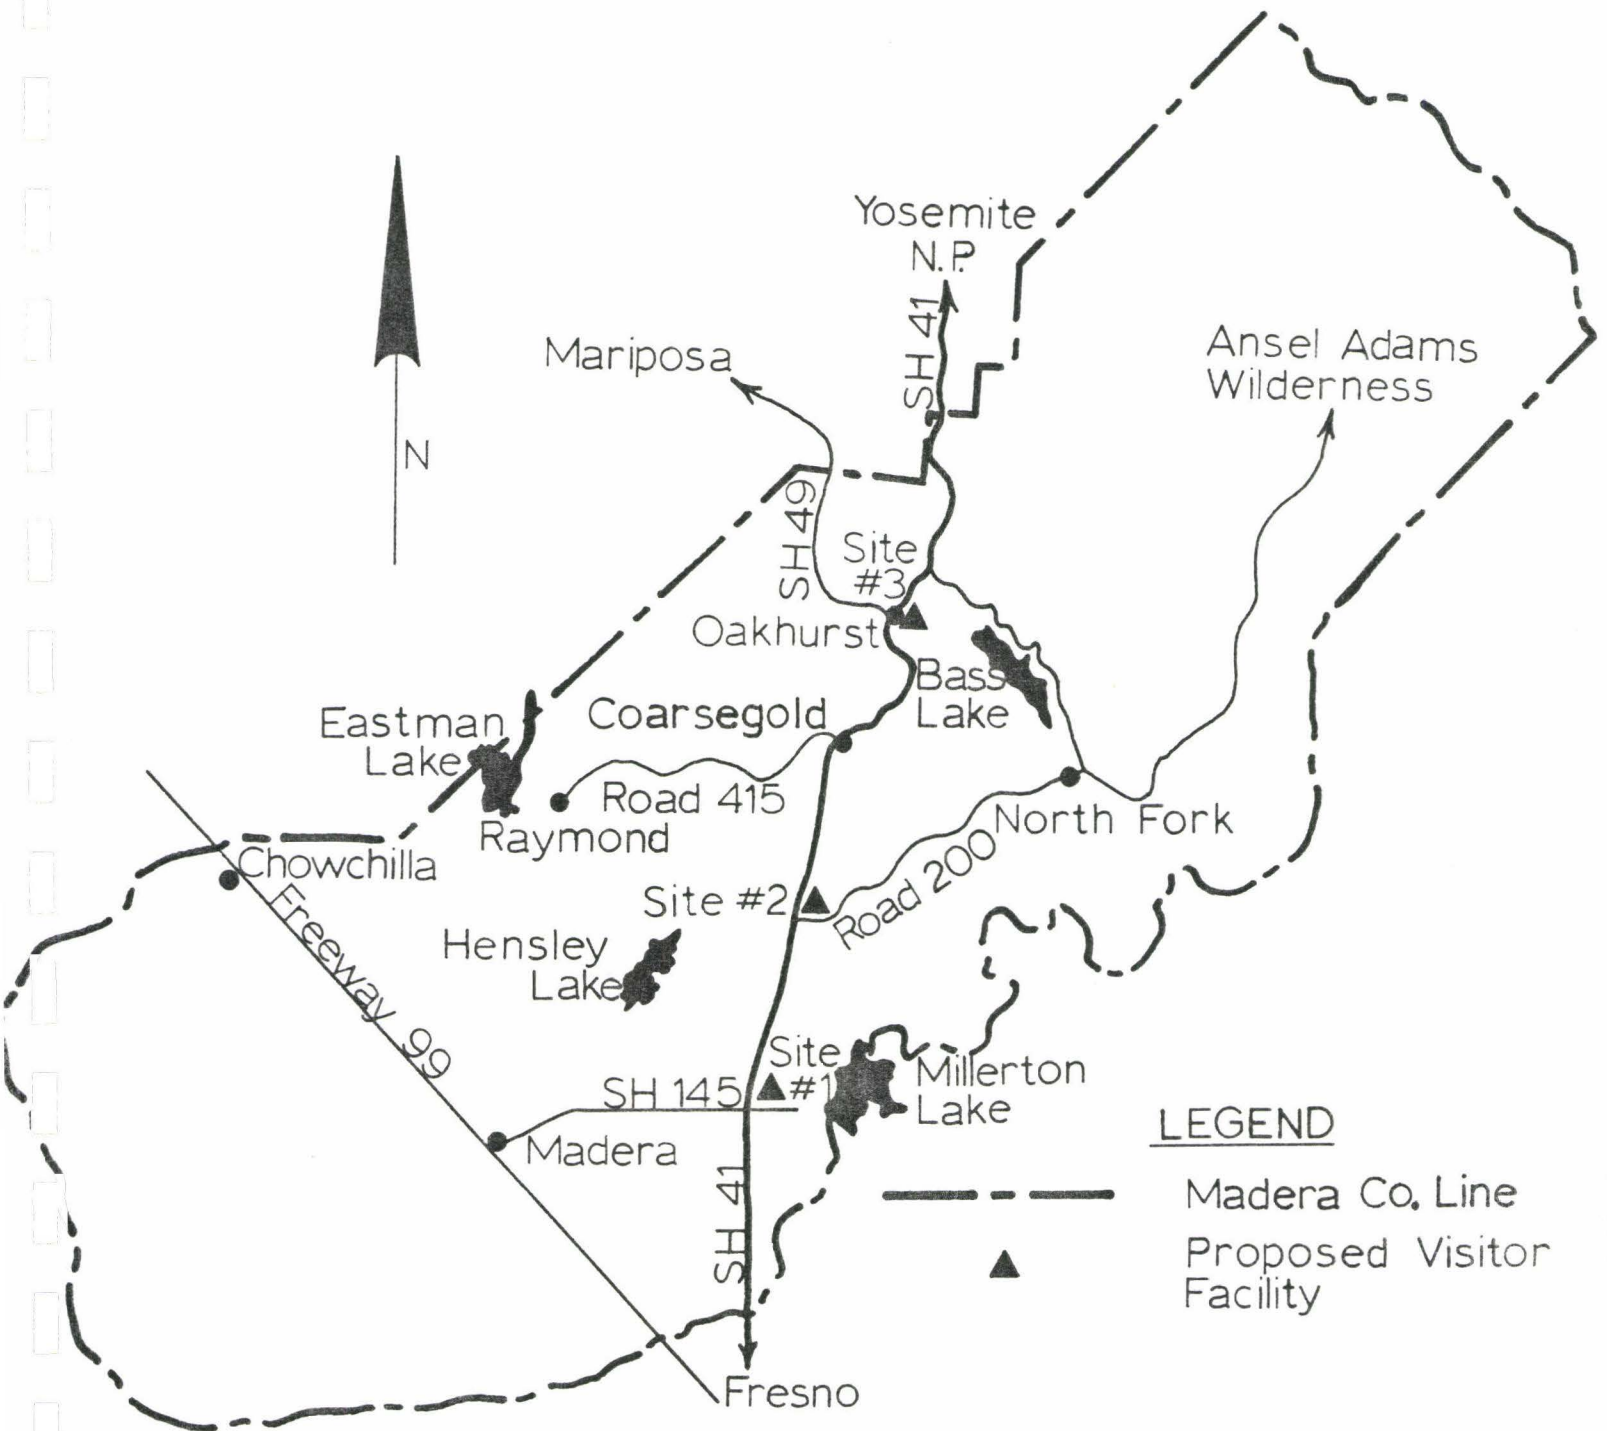 Yosemite
N.P.
SH 41
Mariposa
Ansel Adams
Wilderness
N
SH 49
Site
#3
Oakhurst
Bass
Lake
Eastman
Lake
Coarsegold
Road 415
Raymond
North Fork
Chowchilla
Road 200
Site #2
Freeway 99
Hensley
Lake
Site
#1
Millerton
Lake
SH 145
Madera
SH 41
Fresno
LEGEND
Madera Co. Line
Proposed Visitor
Facility